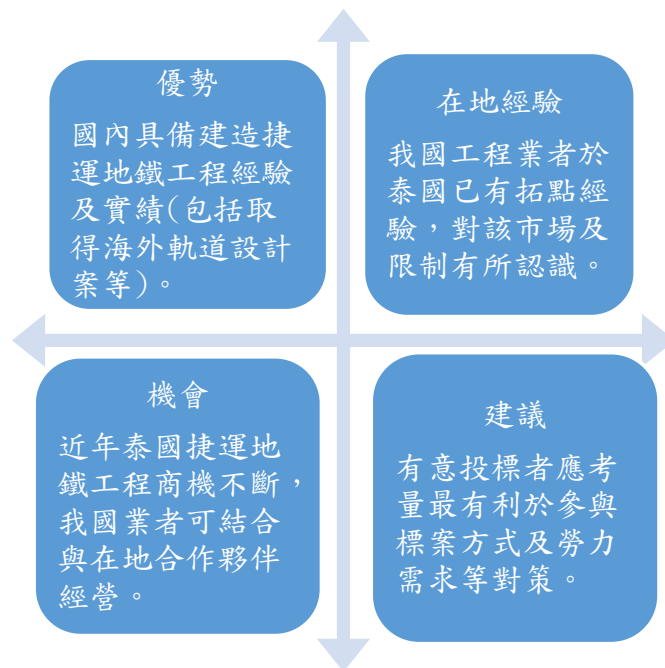 優勢
國內具備建造捷
運地鐵工程經驗
及實績(包括取
得海外軌道設計
案等)。
在地經驗
我國工程業者於
泰國已有拓點經
驗，對該市場及
限制有所認識。
機會
近年泰國捷運地
鐵工程商機不斷，
我國業者可結合
與在地合作夥伴
經營。
建議
有意投標者應考
量最有利於參與
標案方式及勞力
需求等對策。